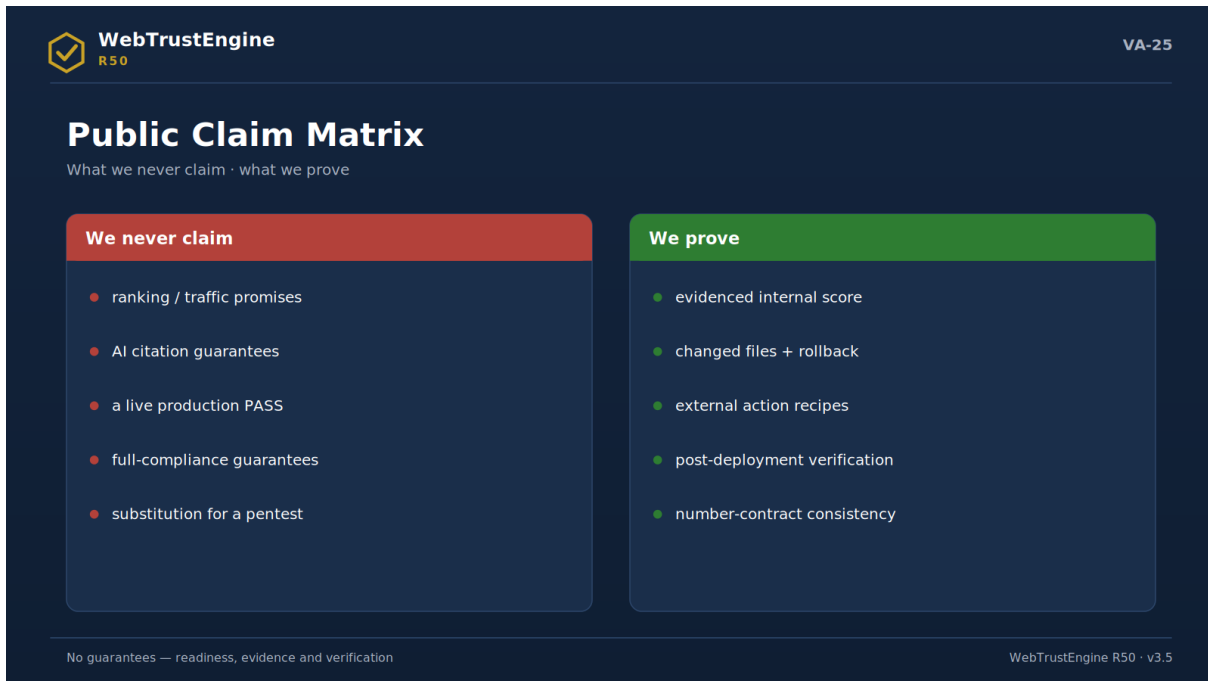 WebTrustEngine
R50
VA-25
Public Claim Matrix
What we never claim · what we prove
We never claim
ranking / traffic promises
AI citation guarantees
a live production PASS
full-compliance guarantees
substitution for a pentest
We prove
evidenced internal score
changed files + rollback
external action recipes
post-deployment verification
number-contract consistency
No guarantees — readiness, evidence and verification
WebTrustEngine R50 · v3.5